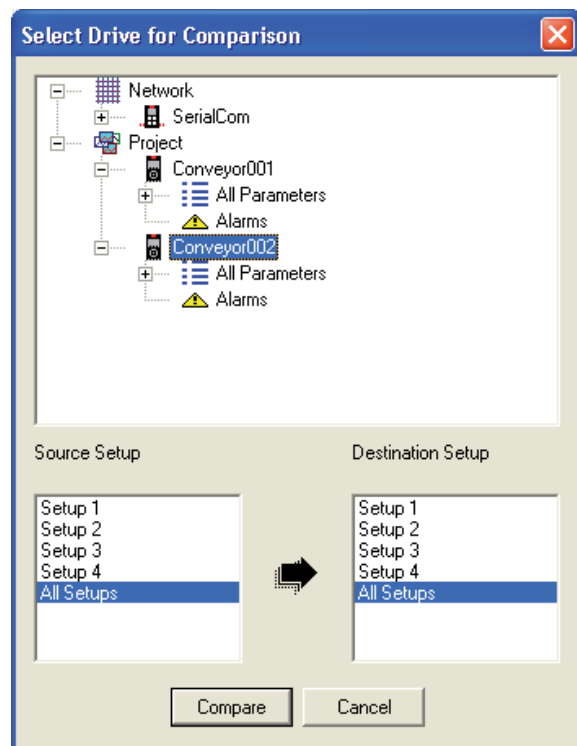 Select Drive for Comparison
Network
SerialCom
Project
Conveyor001
All Parameters
Alarms
Conveyor002
All Parameters
Alarms
Source Setup
Destination Setup
Setup 1
Setup 2
Setup 3
Setup 4
All Setups
Setup 1
Setup 2
Setup 3
Setup 4
All Setups
Compare
Cancel